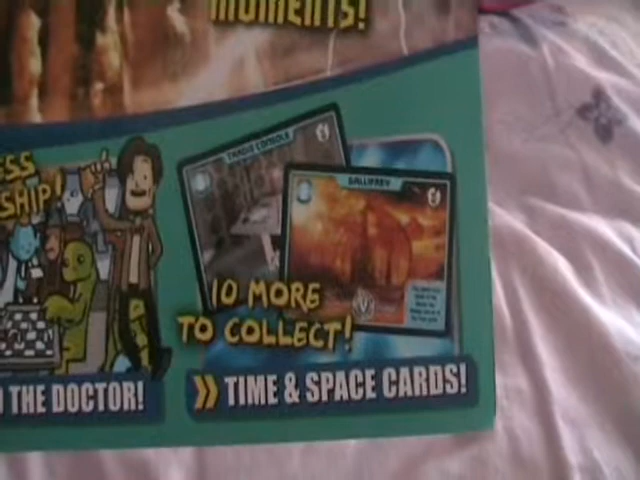 MOMENTS!
ESS
SHIP!
TARDIS CONSOLE
GALLIFREY
10 MORE
TO COLLECT!
THE DOCTOR!
TIME & SPACE CARDS!